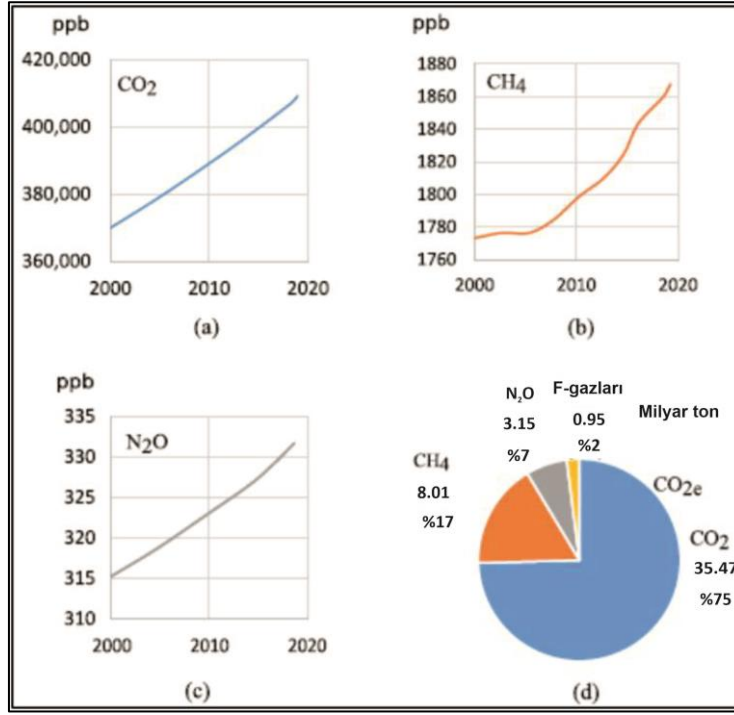 ppb
420,000
CO2
400,000
380,000
360,000
2000 2010 2020
(a)
ppb
1880
CH4
1860
1840
1820
1800
1780
1760
2000 2010 2020
(b)
ppb
335
N2O
330
325
320
315
310
2000 2010 2020
(c)
N2O F-gazları
3.15 0.95 Milyar ton
%7 %2
CH4
8.01
%17
CO2e
CO2
35.47
%75
(d)